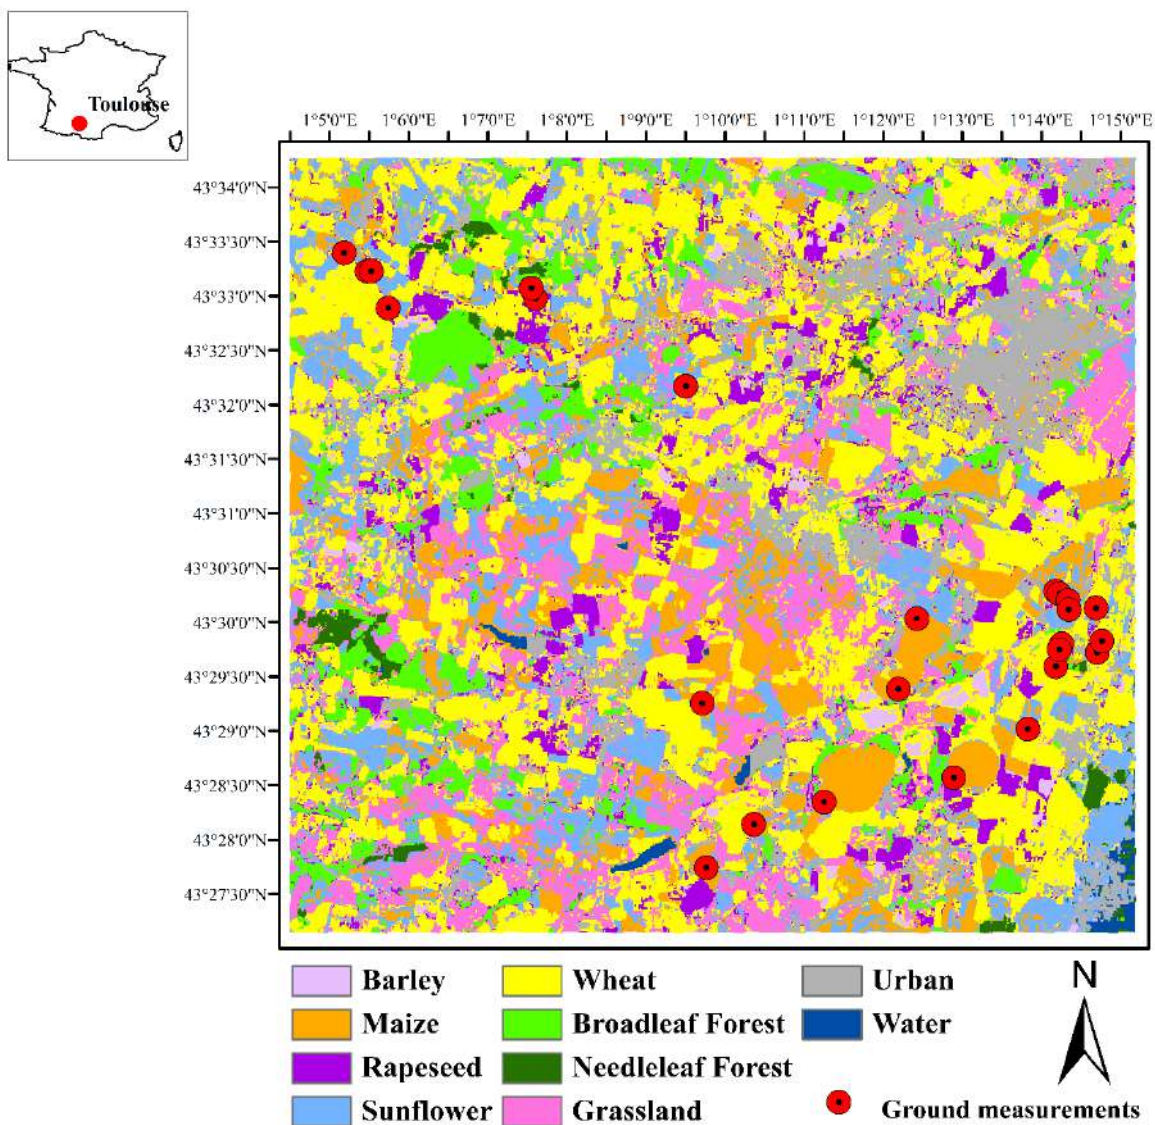 Toulouse
1°5'0"E 1°6'0"E 1°7'0"E 1°8'0"E 1°9'0"E 1°10'0"E 1°11'0"E 1°12'0"E 1°13'0"E 1°14'0"E 1°15'0"E
43°34'0"N
43°33'30"N
43°33'0"N
43°32'30"N
43°32'0"N
43°31'30"N
43°31'0"N
43°30'30"N
43°30'0"N
43°29'30"N
43°29'0"N
43°28'30"N
43°28'0"N
43°27'30"N
Barley Wheat Urban N
Maize Broadleaf Forest Water
Rapeseed Needleleaf Forest
Sunflower Grassland Ground measurements